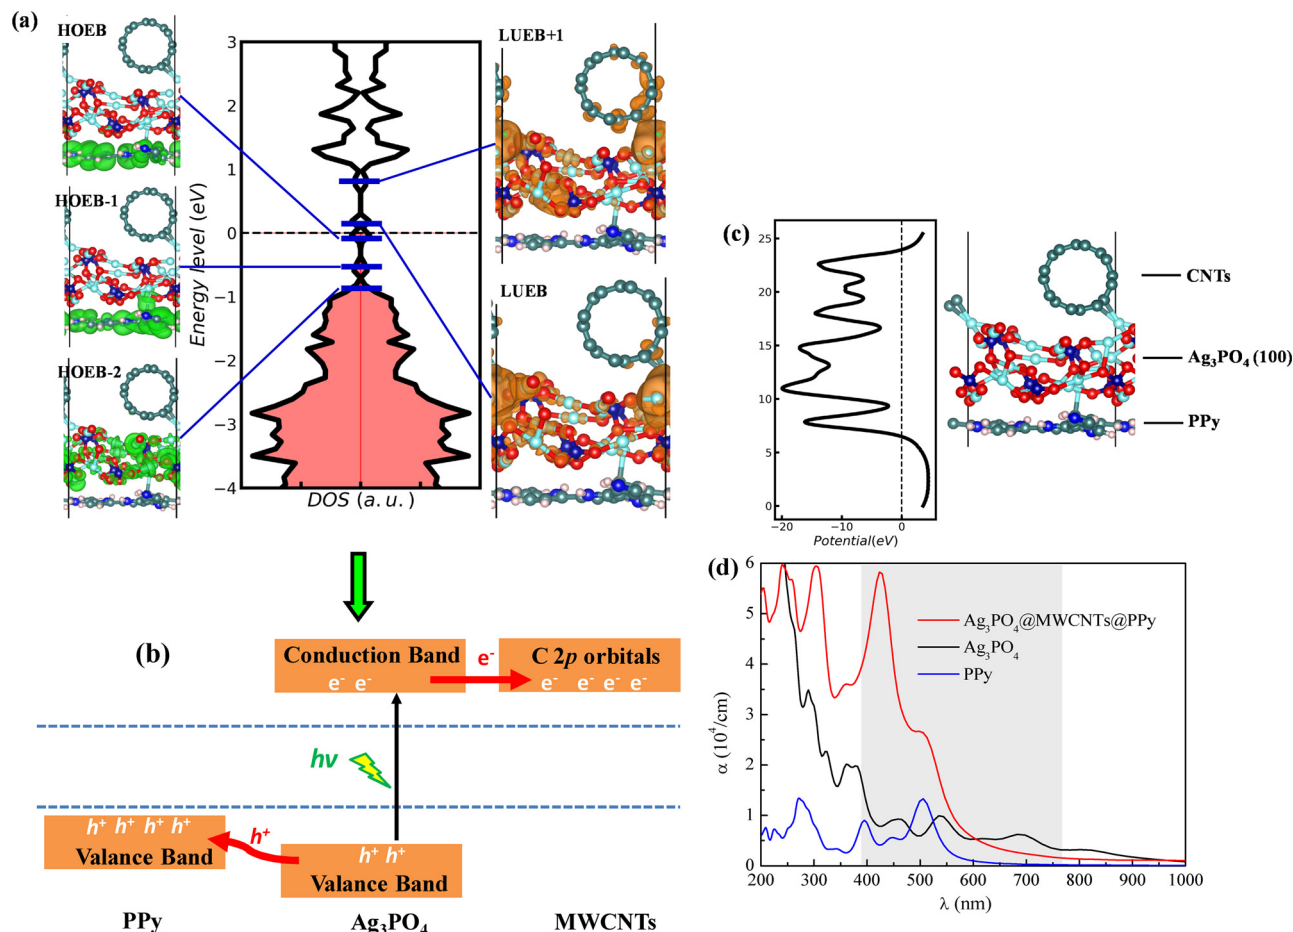 (a)
HOEB
HOEB-1
HOEB-2
3
2
1
0
−1
−2
−3
−4
Energy level (eV)
DOS (a.u.)
LUEB+1
LUEB
(c)
25
20
15
10
5
0
−20
−10
0
Potential(eV)
CNTs
Ag₃PO₄ (100)
PPy
(b)
Conduction Band
e⁻ e⁻
e⁻
C 2p orbitals
e⁻ e⁻ e⁻ e⁻
hν
h⁺ h⁺ h⁺ h⁺
Valance Band
h⁺
h⁺ h⁺
Valance Band
PPy
Ag₃PO₄
MWCNTs
(d)
6
5
4
3
2
1
0
α (10⁴/cm)
Ag₃PO₄@MWCNTs@PPy
Ag₃PO₄
PPy
200 300 400 500 600 700 800 900 1000
λ (nm)